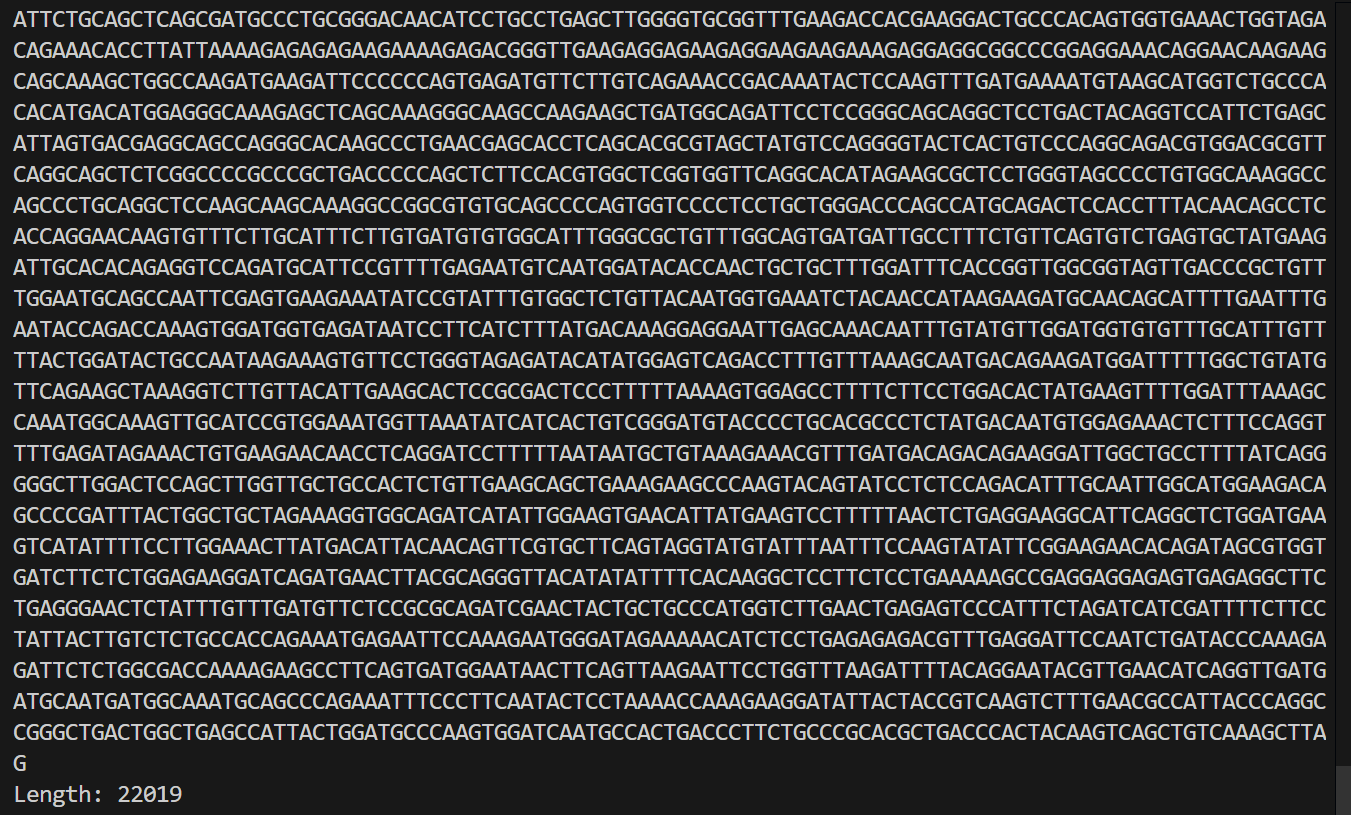 ATTCTGCAGCTCAGCGATGCCCTGCGGGACAACATCCTGCCTGAGCTTGGGGTGCGGTTTGAAGACCACGAAGGACTGCCCACAGTGGTGAAACTGGTAGA
CAGAAACACCTTATTAAAAGAGAGAGAAGAAAAGAGACGGGTTGAAGAGGAGAAGAGGAAGAAGAAAGAGGAGGCGGCCCGGAGGAAACAGGAACAAGAAG
CAGCAAAGCTGGCCAAGATGAAGATTCCCCCCAGTGAGATGTTCTTGTCAGAAACCGACAAATACTCCAAGTTTGATGAAAATGTAAGCATGGTCTGCCCA
CACATGACATGGAGGGCAAAGAGCTCAGCAAAGGGCAAGCCAAGAAGCTGATGGCAGATTCCTCCGGGCAGCAGGCTCCTGACTACAGGTCCATTCTGAGC
ATTAGTGACGAGGCAGCCAGGGCACAAGCCCTGAACGAGCACCTCAGCACGCGTAGCTATGTCCAGGGGTACTCACTGTCCCAGGCAGACGTGGACGCGTT
CAGGCAGCTCTCGGCCCCGCCCGCTGACCCCCAGCTCTTCCACGTGGCTCGGTGGTTCAGGCACATAGAAGCGCTCCTGGGTAGCCCCTGTGGCAAAGGCC
AGCCCTGCAGGCTCCAAGCAAGCAAAGGCCGGCGTGTGCAGCCCCAGTGGTCCCCTCCTGCTGGGACCCAGCCATGCAGACTCCACCTTTACAACAGCCTC
ACCAGGAACAAGTGTTTCTTGCATTTCTTGTGATGTGTGGCATTTGGGCGCTGTTTGGCAGTGATGATTGCCTTTCTGTTCAGTGTCTGAGTGCTATGAAG
ATTGCACACAGAGGTCCAGATGCATTCCGTTTTGAGAATGTCAATGGATACACCAACTGCTGCTTTGGATTTCACCGGTTGGCGGTAGTTGACCCGCTGTT
TGGAATGCAGCCAATTCGAGTGAAGAAATATCCGTATTTGTGGCTCTGTTACAATGGTGAAATCTACAACCATAAGAAGATGCAACAGCATTTTGAATTTG
AATACCAGACCAAAGTGGATGGTGAGATAATCCTTCATCTTTATGACAAAGGAGGAATTGAGCAAACAATTTGTATGTTGGATGGTGTGTTTGCATTTGTT
TTACTGGATACTGCCAATAAGAAAGTGTTCCTGGGTAGAGATACATATGGAGTCAGACCTTTGTTTAAAGCAATGACAGAAGATGGATTTTTGGCTGTATG
TTCAGAAGCTAAAGGTCTTGTTACATTGAAGCACTCCGCGACTCCCTTTTTAAAAGTGGAGCCTTTTCTTCCTGGACACTATGAAGTTTTGGATTTAAAGC
CAAATGGCAAAGTTGCATCCGTGGAAATGGTTAAATATCATCACTGTCGGGATGTACCCCTGCACGCCCTCTATGACAATGTGGAGAAACTCTTTCCAGGT
TTTGAGATAGAAACTGTGAAGAACAACCTCAGGATCCTTTTTAATAATGCTGTAAAGAAACGTTTGATGACAGACAGAAGGATTGGCTGCCTTTTATCAGG
GGGCTTGGACTCCAGCTTGGTTGCTGCCACTCTGTTGAAGCAGCTGAAAGAAGCCCAAGTACAGTATCCTCTCCAGACATTTGCAATTGGCATGGAAGACA
GCCCCGATTTACTGGCTGCTAGAAAGGTGGCAGATCATATTGGAAGTGAACATTATGAAGTCCTTTTTAACTCTGAGGAAGGCATTCAGGCTCTGGATGAA
GTCATATTTTCCTTGGAAACTTATGACATTACAACAGTTCGTGCTTCAGTAGGTATGTATTTAATTTCCAAGTATATTCGGAAGAACACAGATAGCGTGGT
GATCTTCTCTGGAGAAGGATCAGATGAACTTACGCAGGGTTACATATATTTTCACAAGGCTCCTTCTCCTGAAAAAGCCGAGGAGGAGAGTGAGAGGCTTC
TGAGGGAACTCTATTTGTTTGATGTTCTCCGCGCAGATCGAACTACTGCTGCCCATGGTCTTGAACTGAGAGTCCCATTTCTAGATCATCGATTTTCTTCC
TATTACTTGTCTCTGCCACCAGAAATGAGAATTCCAAAGAATGGGATAGAAAAACATCTCCTGAGAGAGACGTTTGAGGATTCCAATCTGATACCCAAAGA
GATTCTCTGGCGACCAAAAGAAGCCTTCAGTGATGGAATAACTTCAGTTAAGAATTCCTGGTTTAAGATTTTACAGGAATACGTTGAACATCAGGTTGATG
ATGCAATGATGGCAAATGCAGCCCAGAAATTTCCCTTCAATACTCCTAAAACCAAAGAAGGATATTACTACCGTCAAGTCTTTGAACGCCATTACCCAGGC
CGGGCTGACTGGCTGAGCCATTACTGGATGCCCAAGTGGATCAATGCCACTGACCCTTCTGCCCGCACGCTGACCCACTACAAGTCAGCTGTCAAAGCTTA
G
Length: 22019